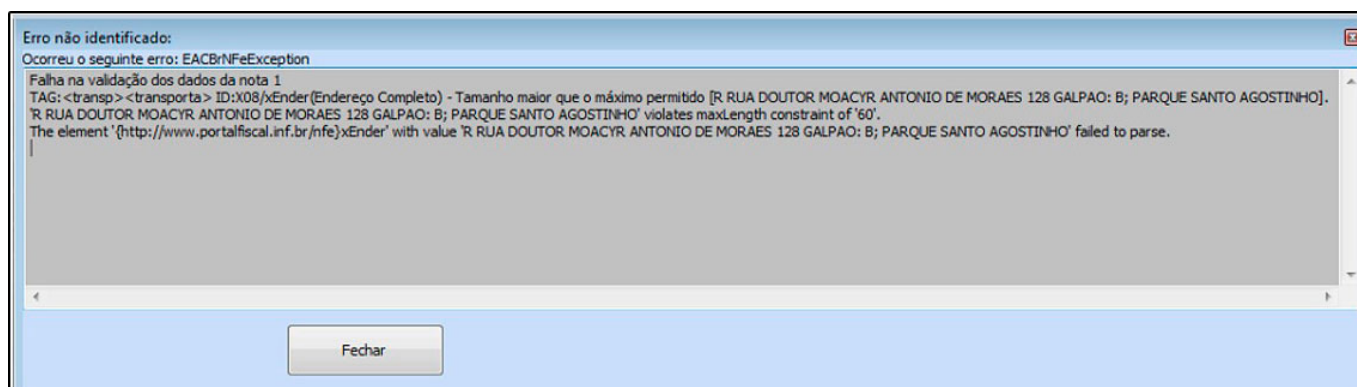 Erro não identificado:
Ocorreu o seguinte erro: EACBrNFeException
Falha na validação dos dados da nota 1
TAG:<transp><transporta> ID:X08/xEnder(Endereço Completo) - Tamanho maior que o máximo permitido [R RUA DOUTOR MOACYR ANTONIO DE MORAES 128 GALPAO: B; PARQUE SANTO AGOSTINHO].
'R RUA DOUTOR MOACYR ANTONIO DE MORAES 128 GALPAO: B; PARQUE SANTO AGOSTINHO' violates maxLength constraint of '60'.
The element '{http://www.portalfiscal.inf.br/nfe}xEnder' with value 'R RUA DOUTOR MOACYR ANTONIO DE MORAES 128 GALPAO: B; PARQUE SANTO AGOSTINHO' failed to parse.
Fechar